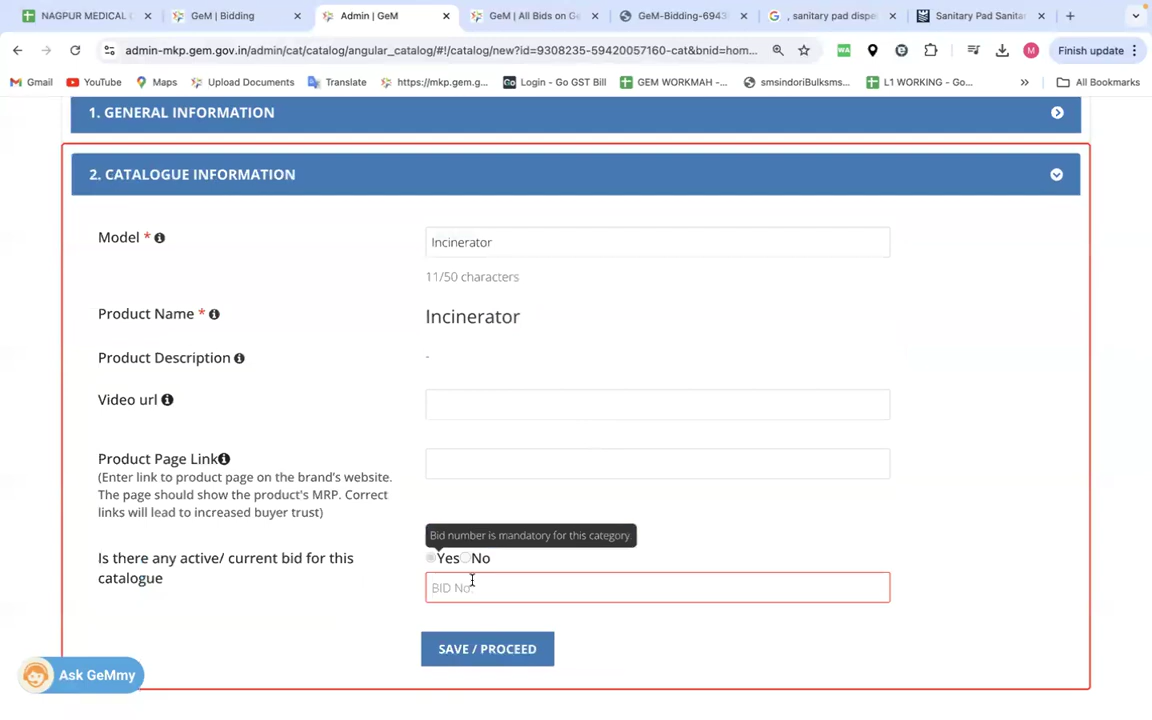 NAGPUR MEDICAL
GeM | Bidding
Admin | GeM
GeM | All Bids on Ge
GeM-Bidding-6943
, sanitary pad dispe
Sanitary Pad Sanitar
admin-mkp.gem.gov.in/admin/cat/catalog/angular_catalog/#!/catalog/new?id=9308235-59420057160-cat&bnid=hom...
WA
M
Finish update
Gmail
YouTube
Maps
Upload Documents
Translate
https://mkp.gem.g...
Go
Login - Go GST Bill
GEM WORKMAH -...
smsindoriBulksms...
L1 WORKING - Go...
»
All Bookmarks
1. GENERAL INFORMATION
2. CATALOGUE INFORMATION
Model *
Incinerator
11/50 characters
Product Name *
Incinerator
Product Description
-
Video url
Product Page Link
(Enter link to product page on the brand's website.
The page should show the product's MRP. Correct
links will lead to increased buyer trust)
Bid number is mandatory for this category.
Is there any active/ current bid for this
catalogue
Yes No
BID No.
SAVE / PROCEED
Ask GeMmy